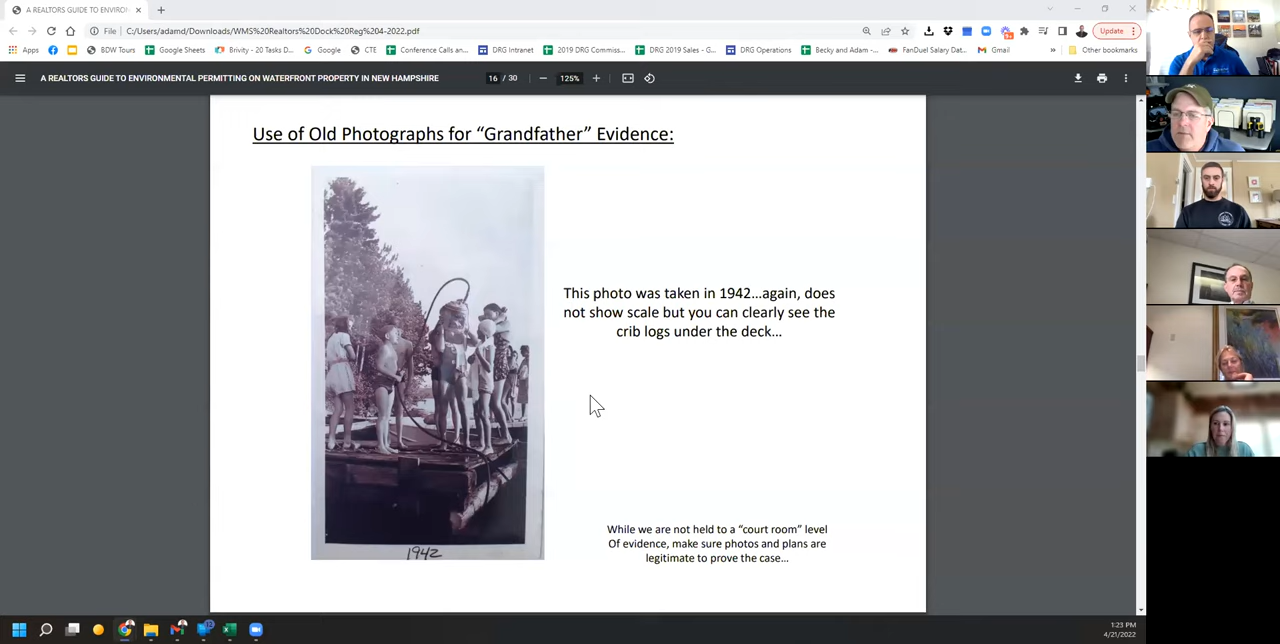 A REALTORS GUIDE TO ENVIRON
File
C:/Users/adamd/Downloads/WMS%20Realtors%20Dock%20Reg%204-2022.pdf
Update
Apps
BDW Tours
Google Sheets
Brivity - 20 Tasks D...
Google
CTE
Conference Calls an...
DRG Intranet
2019 DRG Commiss...
DRG 2019 Sales - G...
DRG Operations
Becky and Adam -...
FanDuel Salary Dat...
Gmail
»
Other bookmarks
A REALTORS GUIDE TO ENVIRONMENTAL PERMITTING ON WATERFRONT PROPERTY IN NEW HAMPSHIRE
16 / 30
125%
Use of Old Photographs for “Grandfather” Evidence:
This photo was taken in 1942…again, does
not show scale but you can clearly see the
crib logs under the deck…
1942
While we are not held to a “court room” level
Of evidence, make sure photos and plans are
legitimate to prove the case…
1:23 PM
4/21/2022